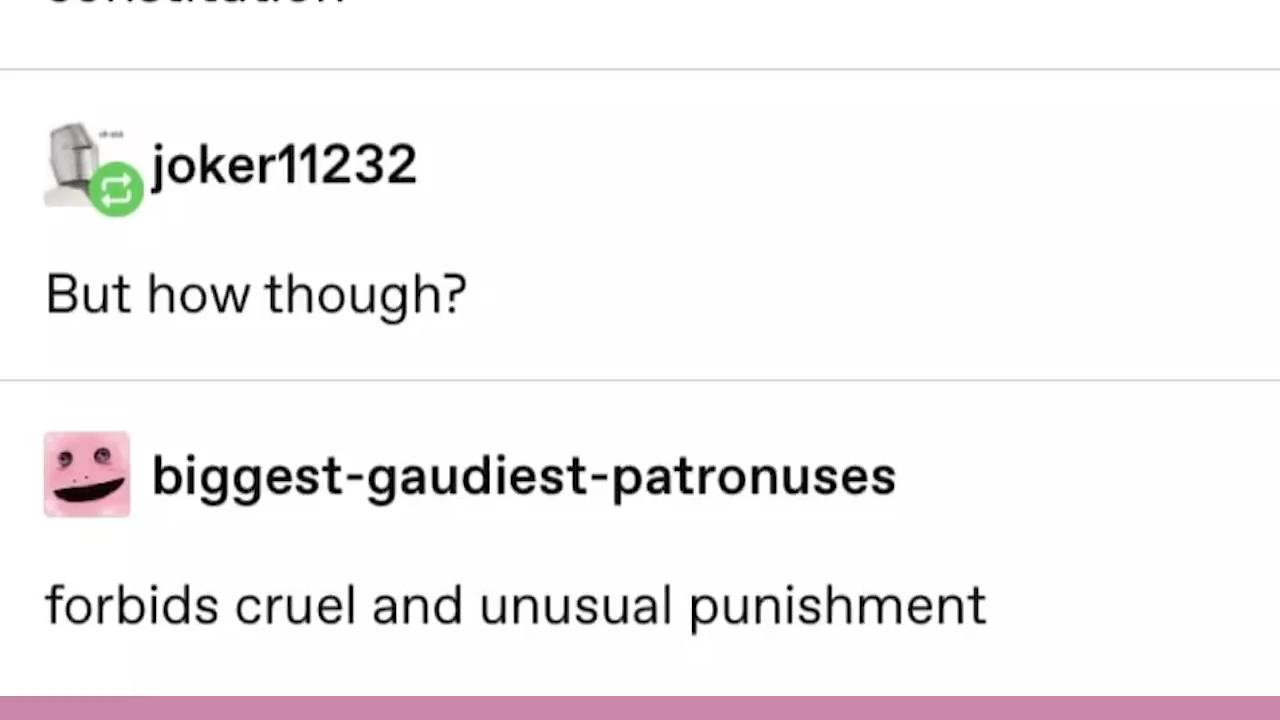 joker11232
But how though?
biggest-gaudiest-patronuses
forbids cruel and unusual punishment